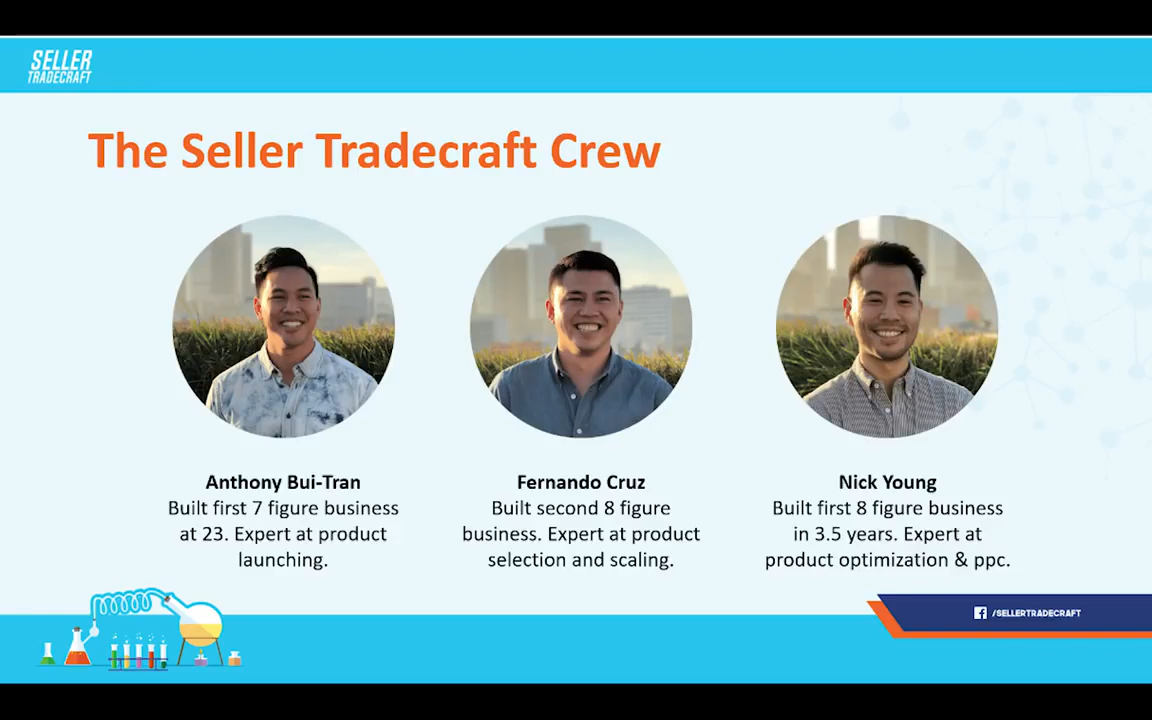 SELLER
TRADECRAFT
The Seller Tradecraft Crew
Anthony Bui-Tran
Built first 7 figure business
at 23. Expert at product
launching.
Fernando Cruz
Built second 8 figure
business. Expert at product
selection and scaling.
Nick Young
Built first 8 figure business
in 3.5 years. Expert at
product optimization & ppc.
/SELLERTRADECRAFT